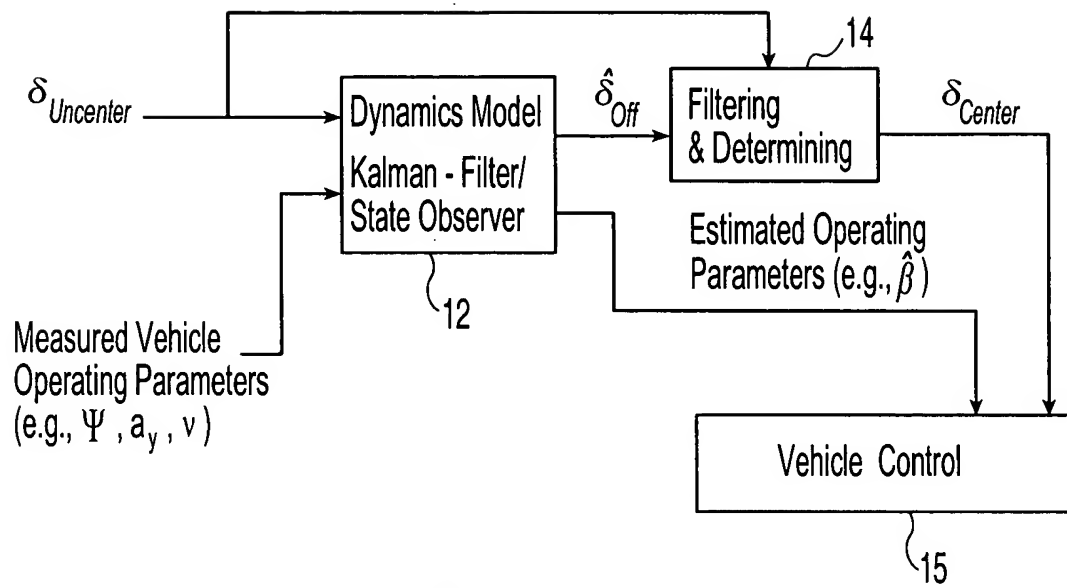 δUncenter
Dynamics Model
Kalman - Filter/
State Observer
12
δ̂Off
14
Filtering
& Determining
δCenter
Measured Vehicle
Operating Parameters
(e.g., Ψ , ay , ν )
Estimated Operating
Parameters (e.g., β̂ )
Vehicle Control
15